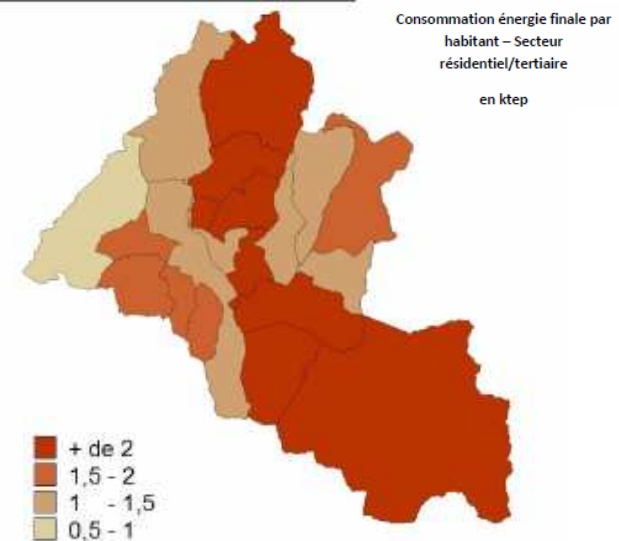 Consommation énergie finale par
habitant – Secteur
résidentiel/tertiaire
en ktep
+ de 2
1,5 - 2
1 - 1,5
0,5 - 1